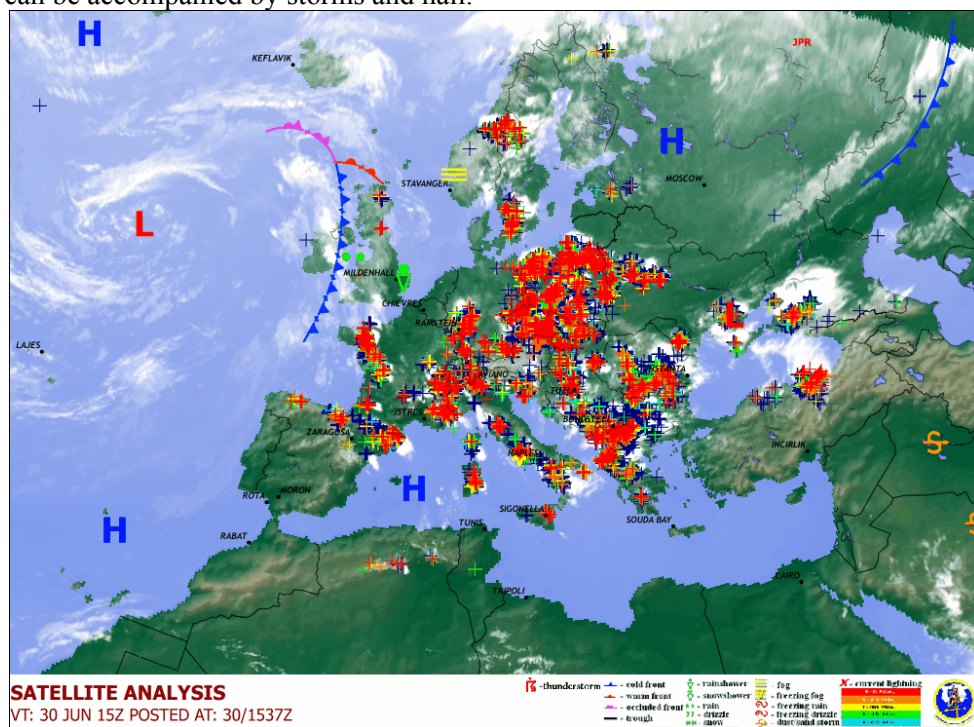 can be accompanied by storms and hail.
H
KEFLAVIK
JPR
H
STAVANGER
MOSCOW
L
MILDENHALL
CHIEVRES
RAMSTEIN
LAJES
AVIANO
CONSTANTA
TUZLA
ISTRES
ZARAGOSA
NAPLES
INCIRLIK
S
H
ROTA
MORON
SIGONELLA
SOUDA BAY
H
RABAT
TUNIS
CAIRO
TRIPOLI
SATELLITE ANALYSIS
VT: 30 JUN 15Z POSTED AT: 30/1537Z
-thunderstorm
- cold front
- warm front
- occluded front
- trough
- rainshower
- snowshower
- rain
- drizzle
- snow
- fog
- freezing fog
- freezing rain
- freezing drizzle
- dust/sand storm
- current lightning